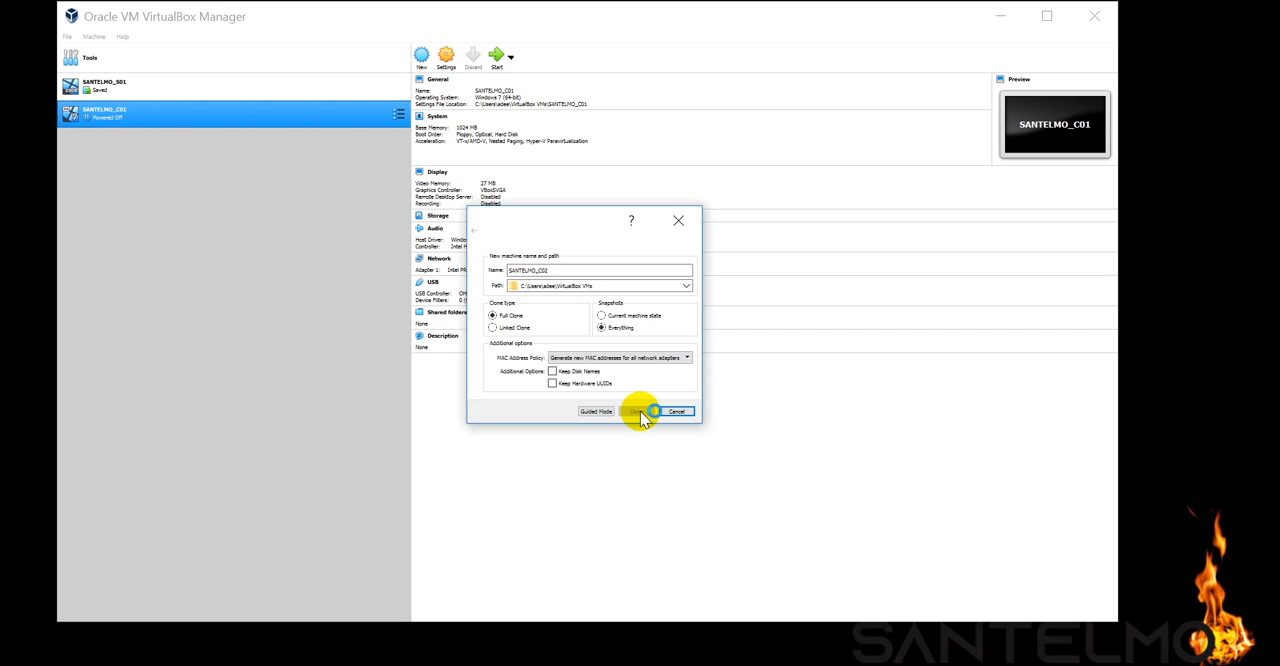 Oracle VM VirtualBox Manager
File Machine Help
Tools
SANTELMO_S01
Saved
SANTELMO_C01
Powered Off
New Settings Discard Start
General
Name: SANTELMO_C01
Operating System: Windows 7 (64-bit)
Settings File Location: C:\Users\adee\VirtualBox VMs\SANTELMO_C01
System
Base Memory: 1024 MB
Boot Order: Floppy, Optical, Hard Disk
Acceleration: VT-x/AMD-V, Nested Paging, Hyper-V Paravirtualization
Preview
SANTELMO_C01
Display
Video Memory: 27 MB
Graphics Controller: VBoxSVGA
Remote Desktop Server: Disabled
Recording: Disabled
Storage
Audio
Host Driver:
Controller: Intel
Network
Adapter 1: Intel
USB
USB Controller:
Device Filters:
Shared folders
None
Description
None
?
New machine name and path
Name: SANTELMO_C02
Path: C:\Users\adee\VirtualBox VMs
Clone type
Full Clone
Linked Clone
Snapshots
Current machine state
Everything
Additional options
MAC Address Policy: Generate new MAC addresses for all network adapters
Additional Options: Keep Disk Names
Keep Hardware UUIDs
Guided Mode Cancel
SANTELMO